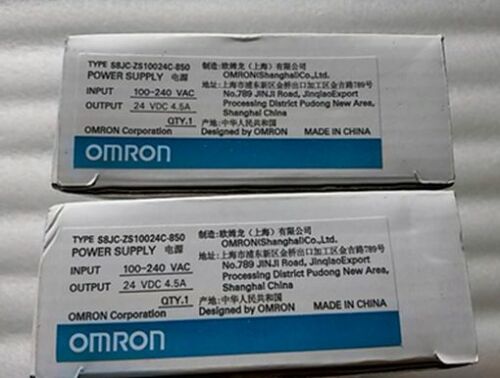 TYPE S8JC-ZS10024C-850
POWER SUPPLY 电源
INPUT 100-240 VAC
OUTPUT 24 VDC 4.5A
QTY.1
OMRON Corporation
制造: 欧姆龙(上海)有限公司
OMRON(Shanghai)Co.,Ltd.
地址: 上海市浦东新区金桥出口加工区金吉路789号
No.789 JINJI Road, JinqiaoExport
Processing District Pudong New Area,
Shanghai China
产地: 中华人民共和国
Designed by OMRON MADE IN CHINA
OMRON
TYPE S8JC-ZS10024C-850
POWER SUPPLY 电源
INPUT 100-240 VAC
OUTPUT 24 VDC 4.5A
QTY.1
OMRON Corporation
制造: 欧姆龙(上海)有限公司
OMRON(Shanghai)Co.,Ltd.
地址: 上海市浦东新区金桥出口加工区金吉路789号
No.789 JINJI Road, JinqiaoExport
Processing District Pudong New Area,
Shanghai China
产地: 中华人民共和国
Designed by OMRON MADE IN CHINA
OMRON